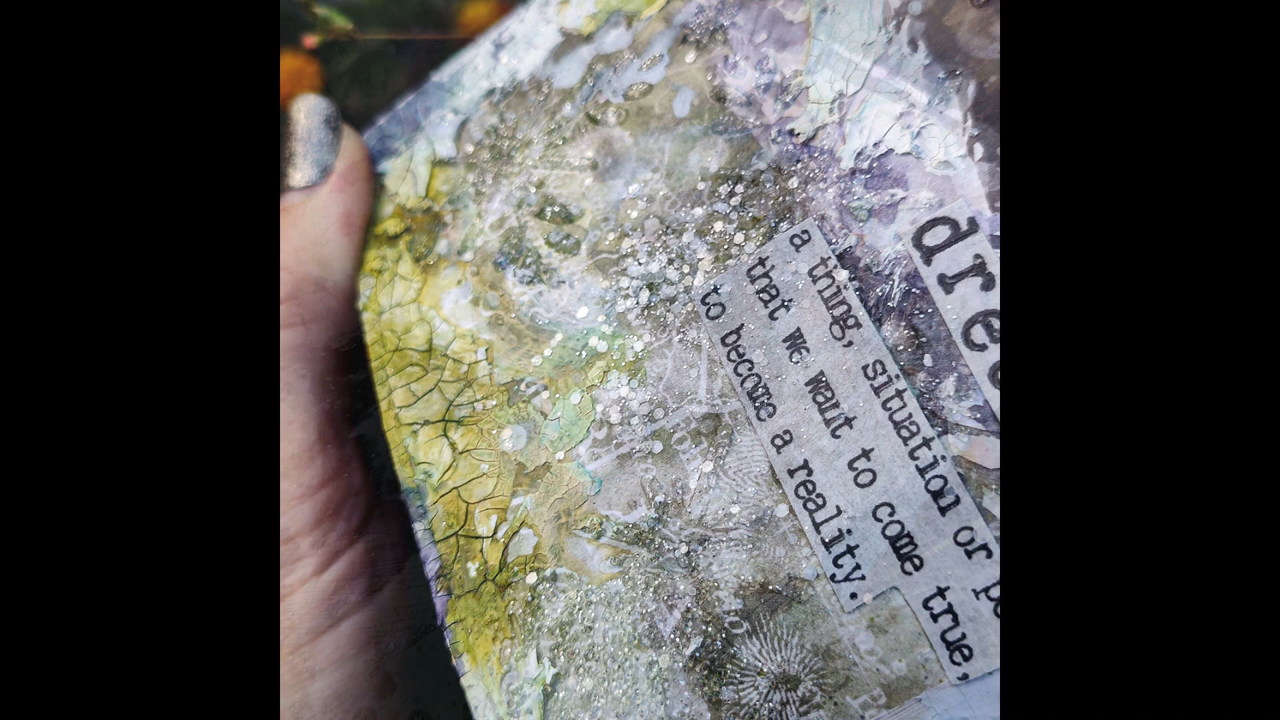 dre
a thing, situation or
that we want to come true,
to become a reality.